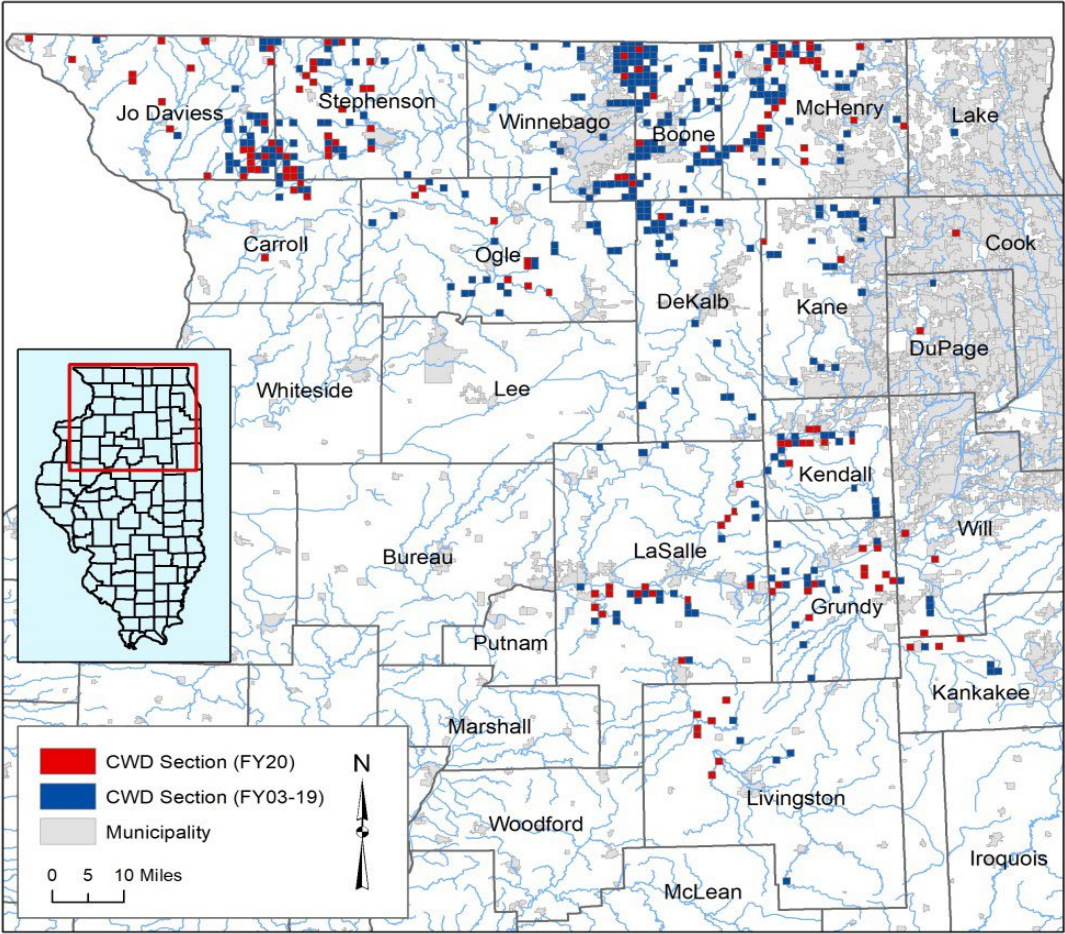 Jo Daviess
Stephenson
Winnebago
Boone
McHenry
Lake
Carroll
Ogle
DeKalb
Kane
Cook
DuPage
Whiteside
Lee
Kendall
Bureau
LaSalle
Will
Grundy
Putnam
Kankakee
Marshall
Livingston
Woodford
McLean
Iroquois
CWD Section (FY20)
CWD Section (FY03-19)
Municipality
N
0 5 10 Miles